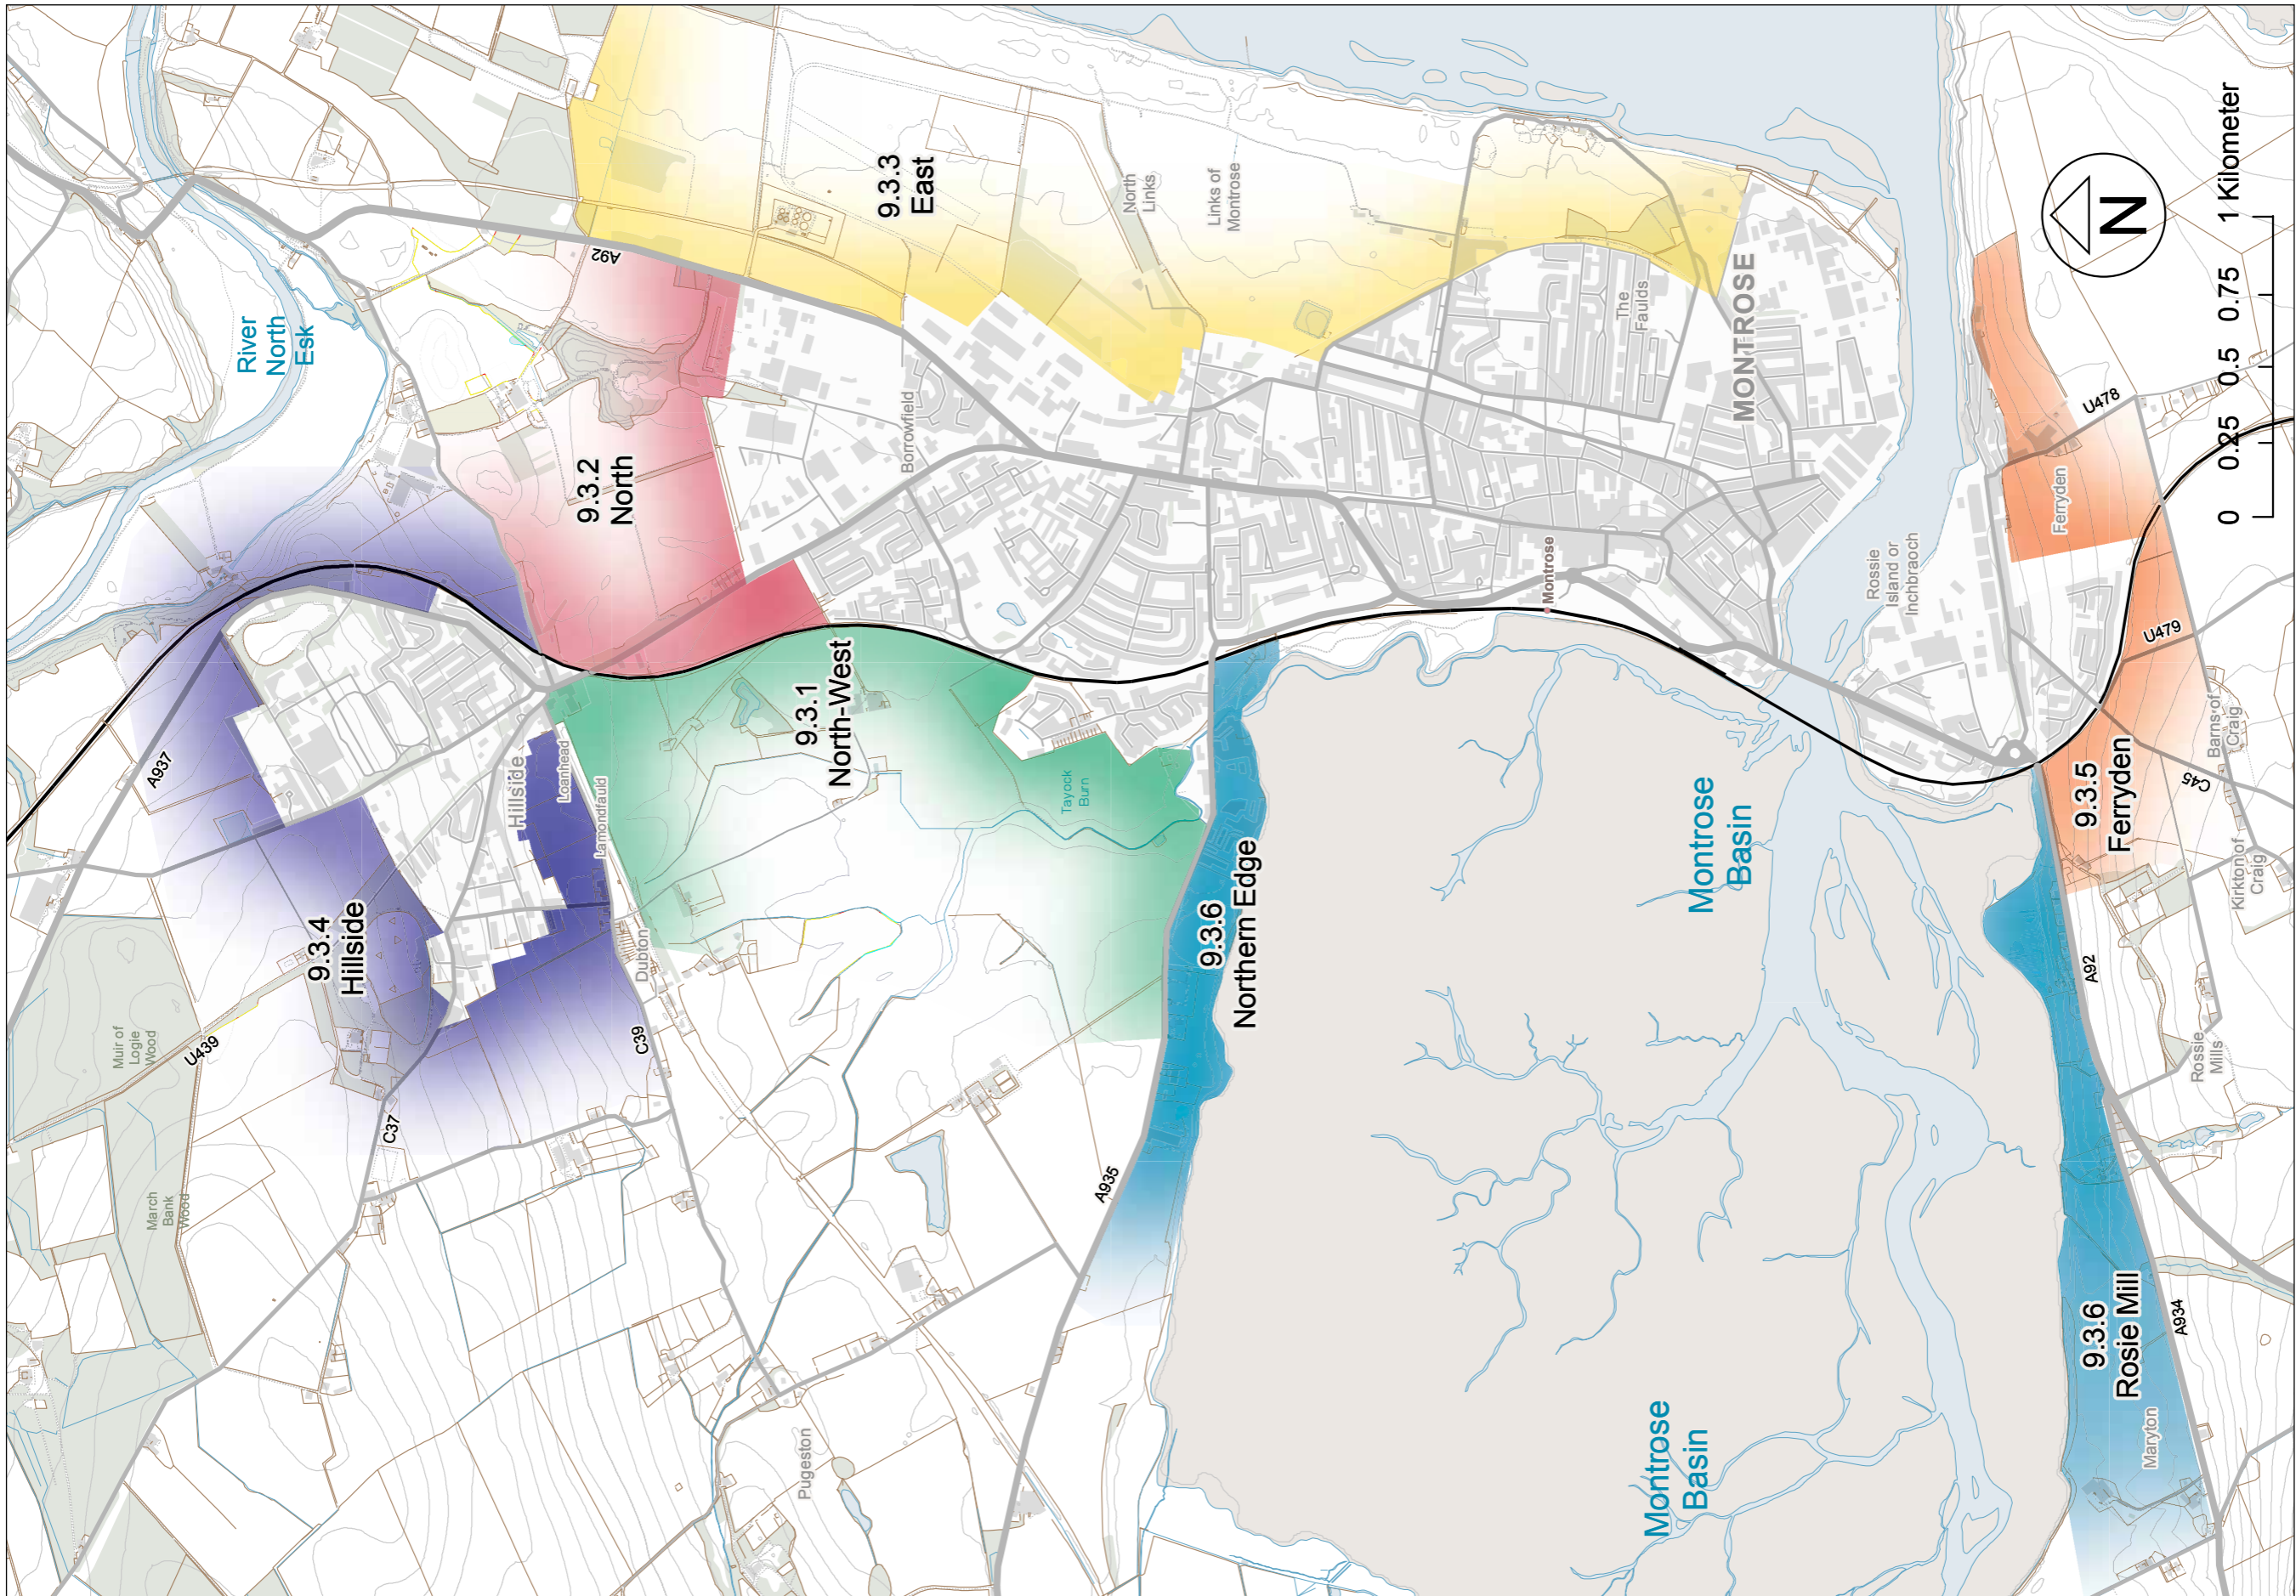 River
North
Esk
A92
9.3.3
East
North
Links
Links of
Montrose
9.3.2
North
Borrowfield
The
Faulds
MONTROSE
N
0 0.25 0.5 0.75 1 Kilometer
A937
Hillside
Loanhead
Lamondfauld
9.3.1
North-West
Tayock
Burn
Montrose
Rossie
Island or
Inchbraoch
Ferryden
U478
U479
9.3.5
Ferryden
C45
Barns of
Craig
Kirkton of
Craig
9.3.4
Hillside
Dubton
C39
9.3.6
Northern Edge
Montrose
Basin
A92
Rossie
Mills
Muir of
Logie
Wood
U439
C37
March
Bank
Wood
A935
Pugeston
Montrose
Basin
9.3.6
Rosie Mill
A934
Maryton